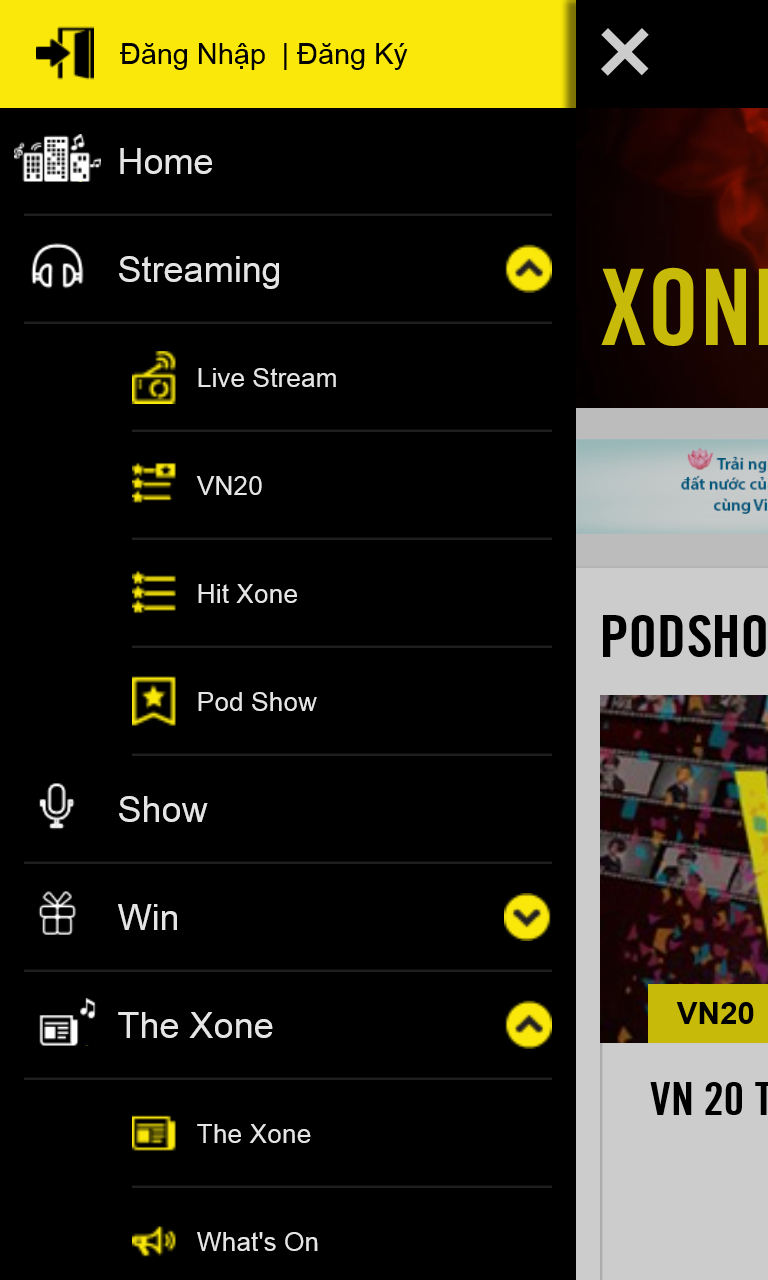 Đăng Nhập | Đăng Ký
Home
Streaming
Live Stream
VN20
Hit Xone
Pod Show
Show
Win
The Xone
The Xone
What's On
XON
Trải ng
đất nước củ
cùng Vi
PODSHO
VN20
VN 20 T